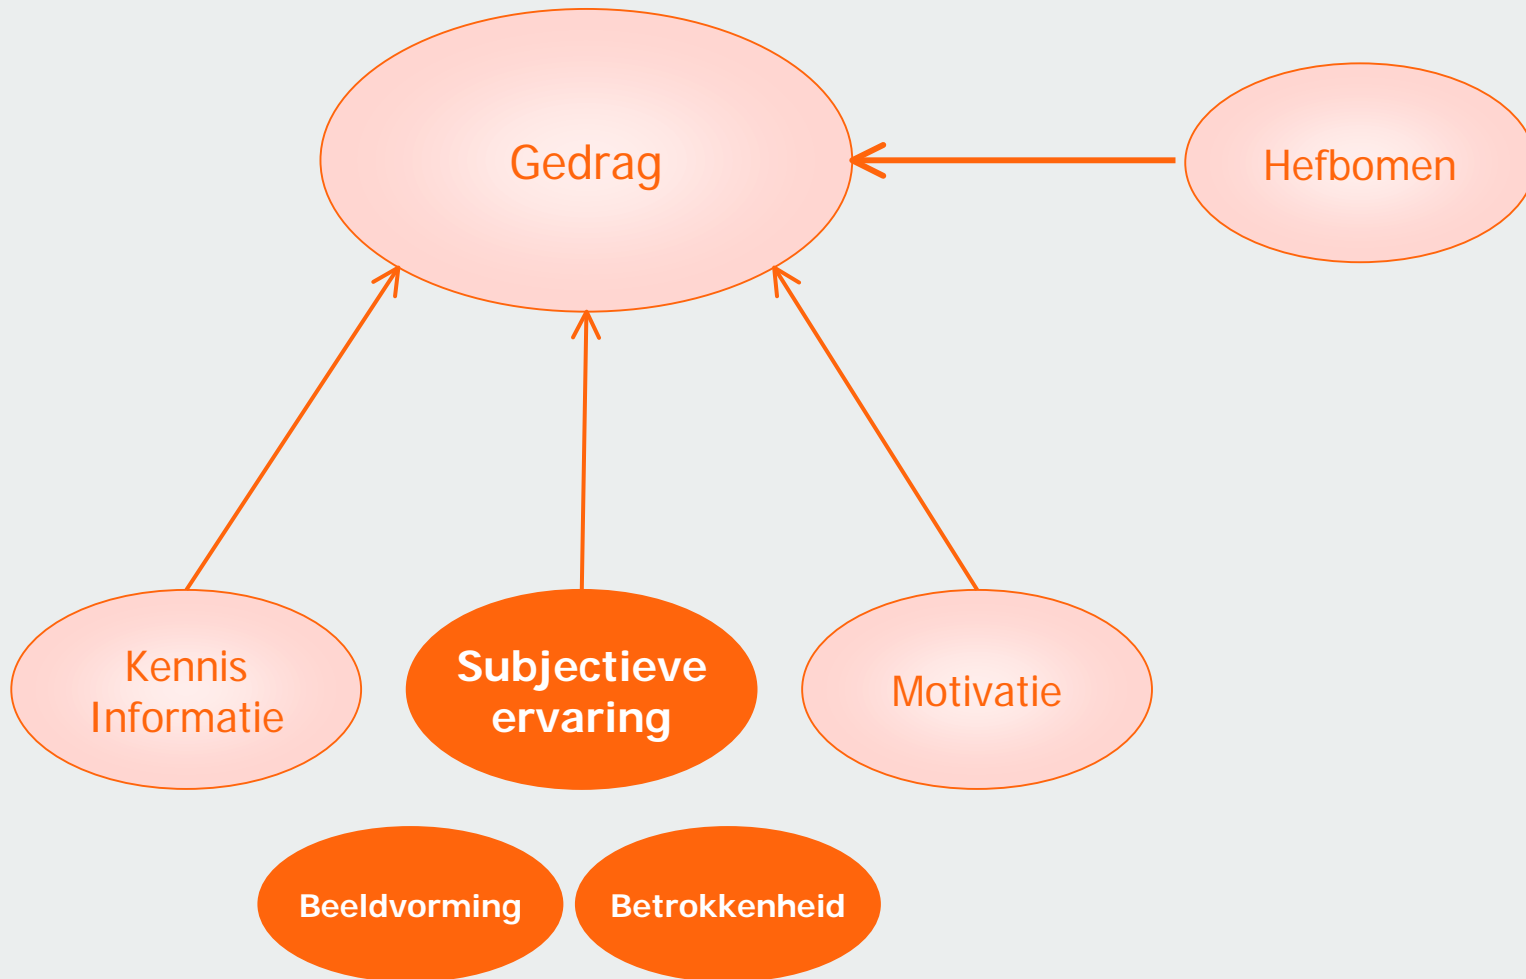 Gedrag
Hefbomen
Kennis
Informatie
Subjectieve
ervaring
Motivatie
Beeldvorming
Betrokkenheid